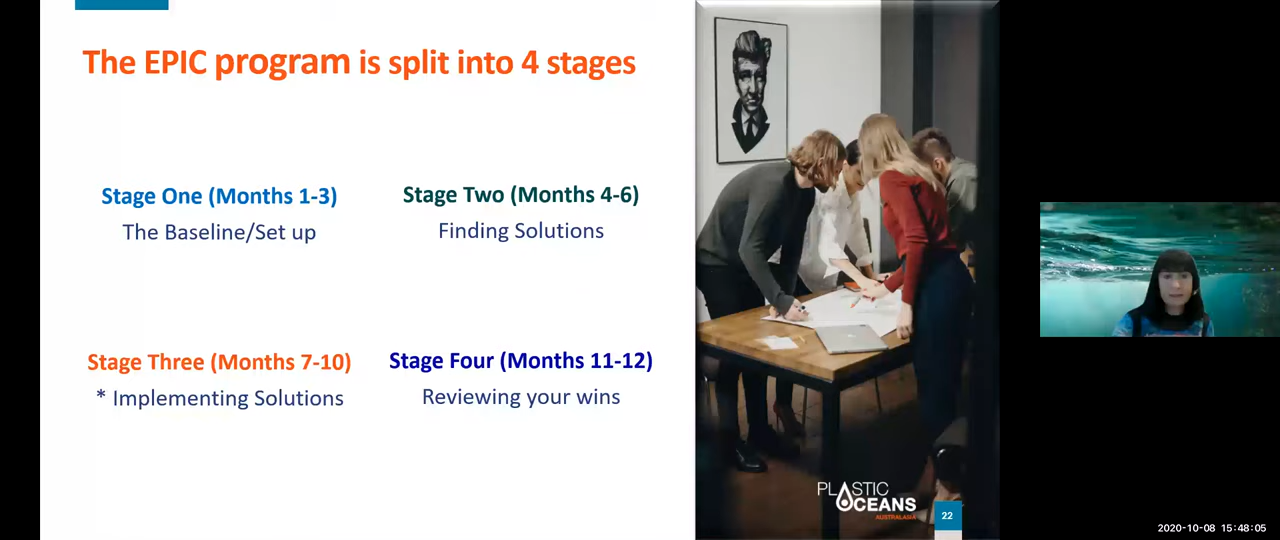 The EPIC program is split into 4 stages
Stage One (Months 1-3)
The Baseline/Set up
Stage Two (Months 4-6)
Finding Solutions
Stage Three (Months 7-10)
* Implementing Solutions
Stage Four (Months 11-12)
Reviewing your wins
PLASTIC
OCEANS
AUSTRALASIA
22
2020-10-08 15:48:05